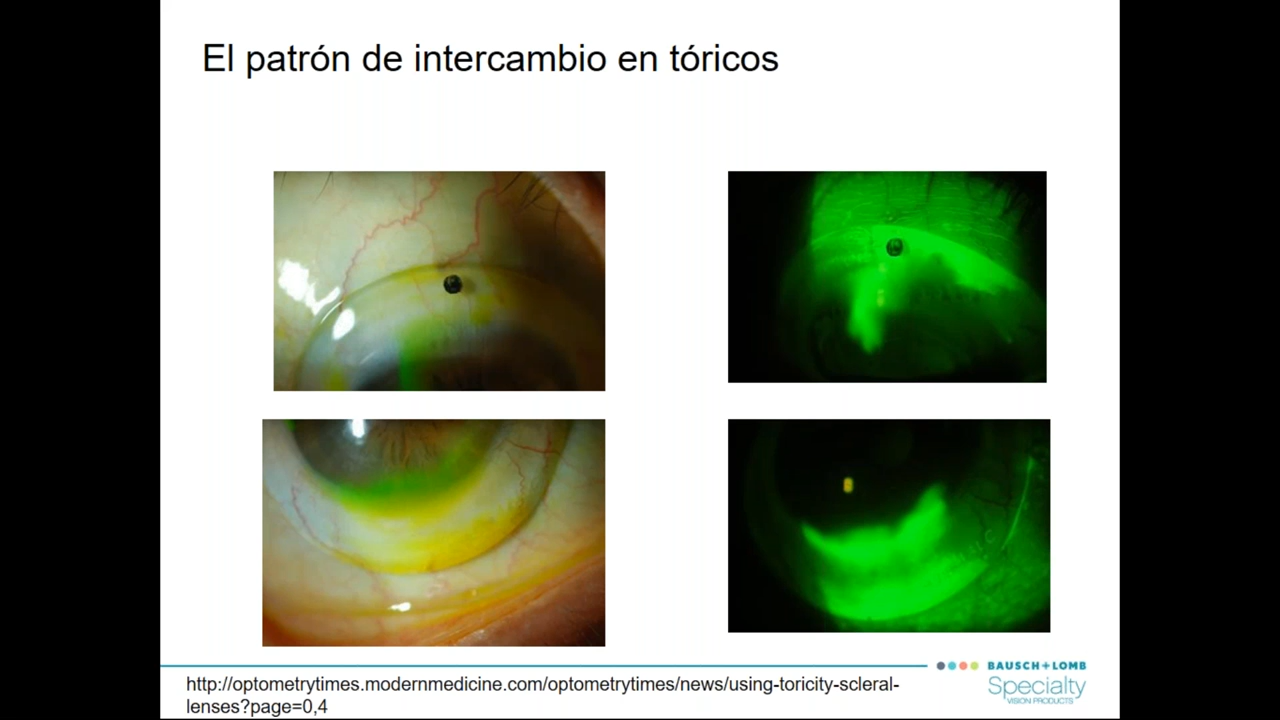 El patrón de intercambio en tóricos
BAUSCH + LOMB
Specialty
VISION PRODUCTS
http://optometrytimes.modernmedicine.com/optometrytimes/news/using-toricity-scleral-
lenses?page=0,4